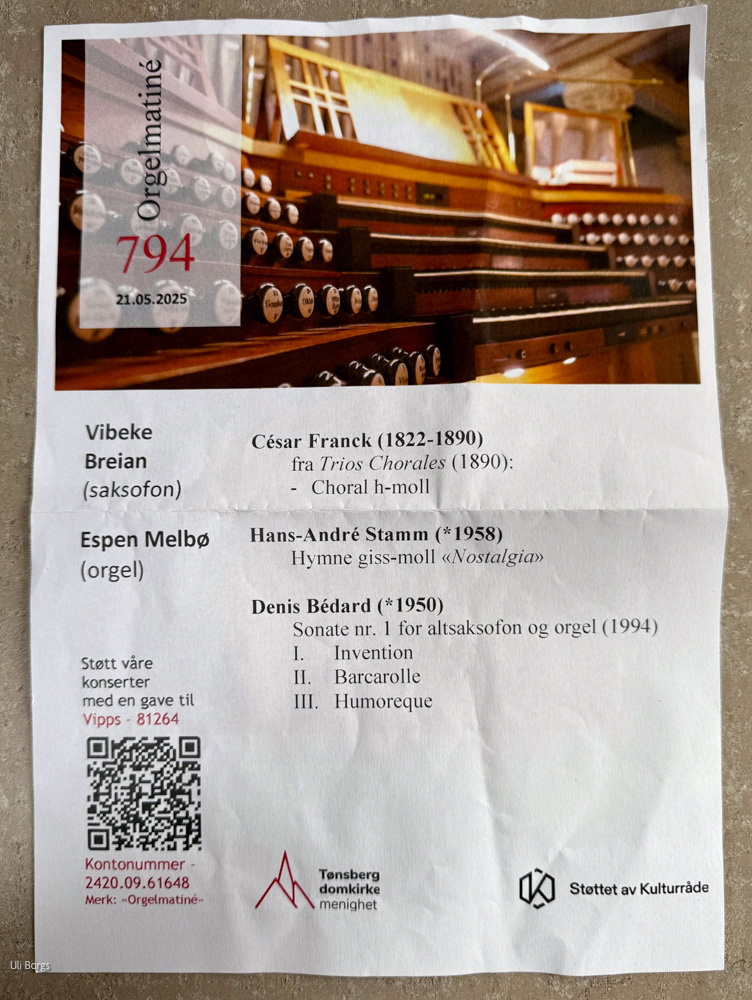 Orgelmatiné
794
21.05.2025
Vibeke
Breian
(saksofon)
Espen Melbø
(orgel)
César Franck (1822-1890)
fra Trios Chorales (1890):
- Choral h-moll
Hans-André Stamm (*1958)
Hymne giss-moll «Nostalgia»
Denis Bédard (*1950)
Sonate nr. 1 for altsaksofon og orgel (1994)
I. Invention
II. Barcarolle
III. Humoreque
Støtt våre
konserter
med en gave til
Vipps - 81264
Kontonummer -
2420.09.61648
Merk: «Orgelmatiné»
Tønsberg
domkirke
menighet
Støttet av Kulturråde
Uli Borgs